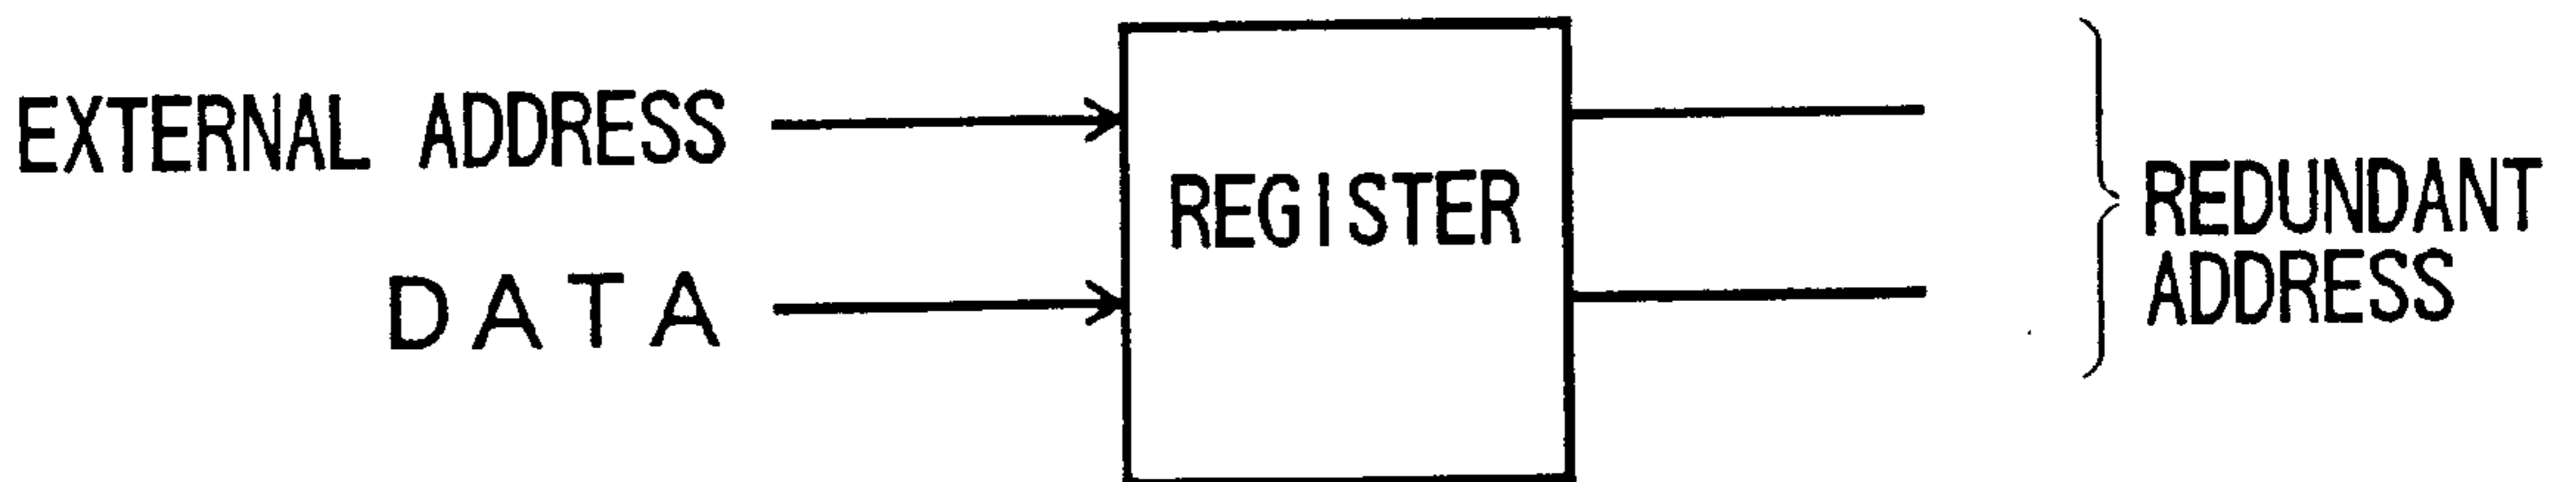 EXTERNAL ADDRESS
DATA
REGISTER
REDUNDANT
ADDRESS